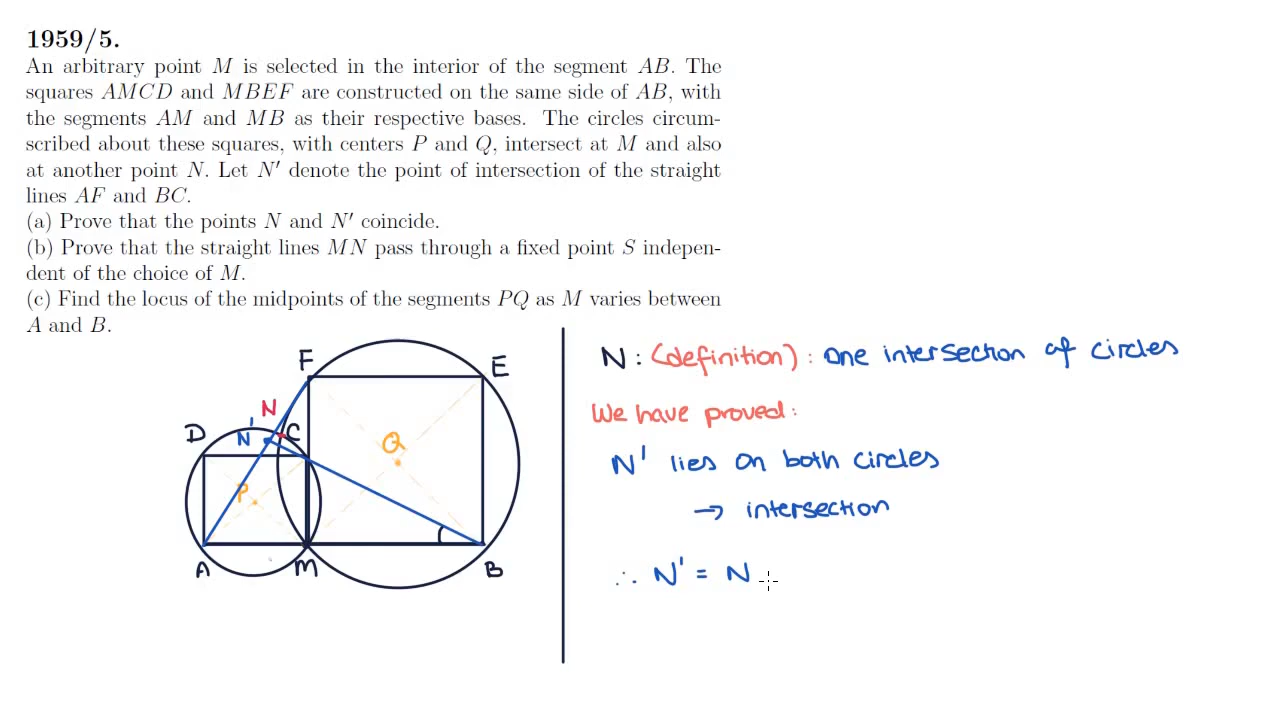 1959/5.
An arbitrary point M is selected in the interior of the segment AB. The
squares AMCD and MBEF are constructed on the same side of AB, with
the segments AM and MB as their respective bases. The circles circum-
scribed about these squares, with centers P and Q, intersect at M and also
at another point N. Let N′ denote the point of intersection of the straight
lines AF and BC.
(a) Prove that the points N and N′ coincide.
(b) Prove that the straight lines MN pass through a fixed point S indepen-
dent of the choice of M.
(c) Find the locus of the midpoints of the segments PQ as M varies between
A and B.
F
E
N
D
N'
C
Q
P
A
M
B
N : (definition) : one intersection of circles
We have proved :
N' lies on both circles
→ intersection
∴ N' = N